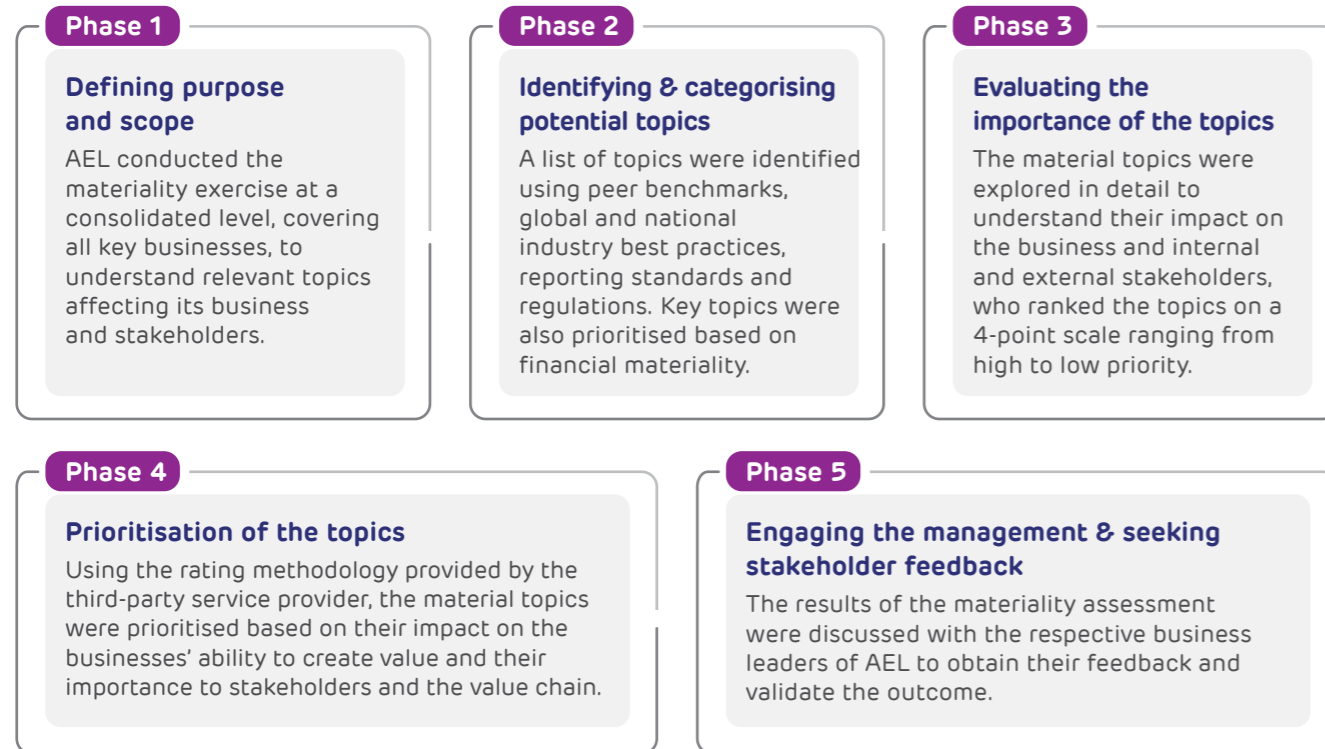 Phase 1
Defining purpose
and scope
AEL conducted the
materiality exercise at a
consolidated level, covering
all key businesses, to
understand relevant topics
affecting its business
and stakeholders.
Phase 2
Identifying & categorising
potential topics
A list of topics were identified
using peer benchmarks,
global and national
industry best practices,
reporting standards and
regulations. Key topics were
also prioritised based on
financial materiality.
Phase 3
Evaluating the
importance of the topics
The material topics were
explored in detail to
understand their impact on
the business and internal
and external stakeholders,
who ranked the topics on a
4-point scale ranging from
high to low priority.
Phase 4
Prioritisation of the topics
Using the rating methodology provided by the
third-party service provider, the material topics
were prioritised based on their impact on the
businesses’ ability to create value and their
importance to stakeholders and the value chain.
Phase 5
Engaging the management & seeking
stakeholder feedback
The results of the materiality assessment
were discussed with the respective business
leaders of AEL to obtain their feedback and
validate the outcome.